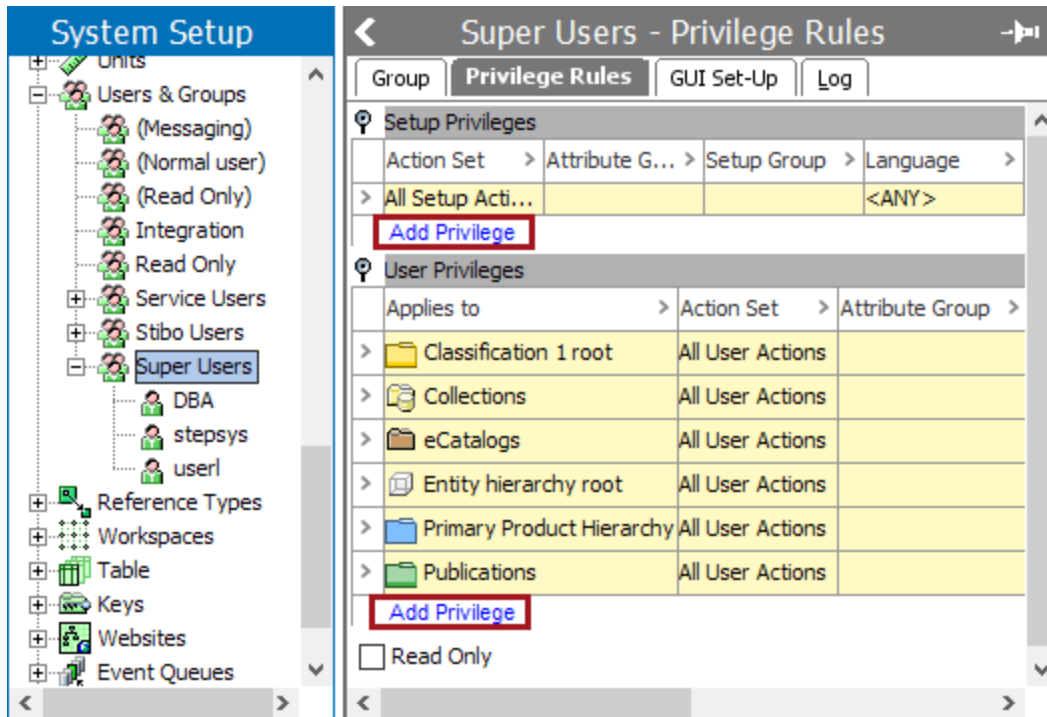 System Setup
Units
Users & Groups
(Messaging)
(Normal user)
(Read Only)
Integration
Read Only
Service Users
Stibo Users
Super Users
DBA
stepsys
userl
Reference Types
Workspaces
Table
Keys
Websites
Event Queues
Super Users - Privilege Rules
Group Privilege Rules GUI Set-Up Log
Setup Privileges
Action Set > Attribute G... > Setup Group > Language >
> All Setup Acti... <ANY>
Add Privilege
User Privileges
Applies to > Action Set > Attribute Group >
> Classification 1 root All User Actions
> Collections All User Actions
> eCatalogs All User Actions
> Entity hierarchy root All User Actions
> Primary Product Hierarchy All User Actions
> Publications All User Actions
Add Privilege
Read Only